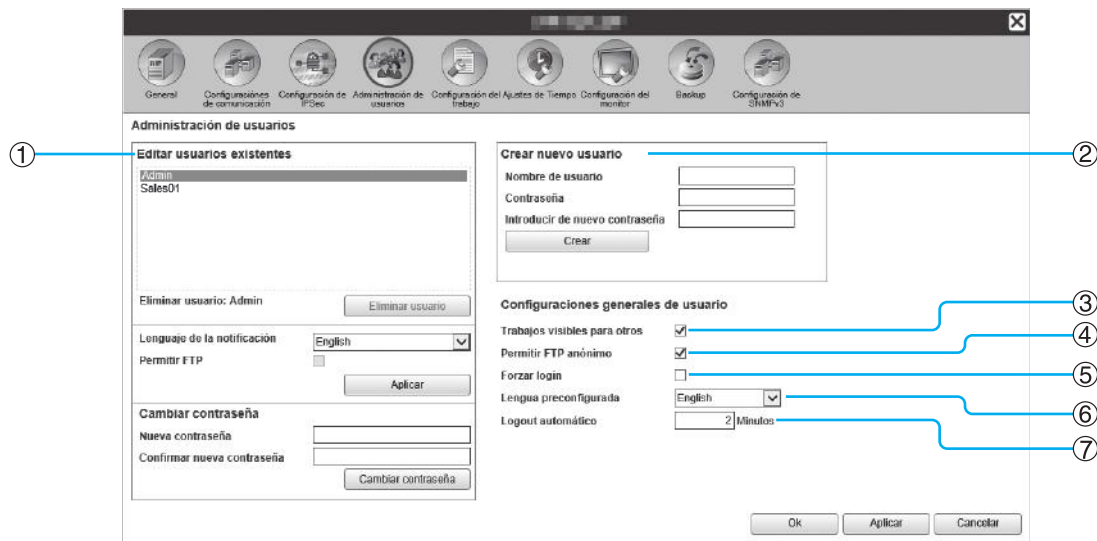 General
Configuraciónes de comunicación
Configuración de IPSec
Administración de usuarios
Configuración del trabajo
Ajustes de Tiempo
Configuración del monitor
Backup
Configuración de SNMPv3
Administración de usuarios
①
Editar usuarios existentes
Admin
Sales01
Eliminar usuario: Admin
Eliminar usuario
Lenguaje de la notificación
English
Permitir FTP
Aplicar
Cambiar contraseña
Nueva contraseña
Confirmar nueva contraseña
Cambiar contraseña
Crear nuevo usuario
②
Nombre de usuario
Contraseña
Introducir de nuevo contraseña
Crear
Configuraciones generales de usuario
Trabajos visibles para otros
③
Permitir FTP anónimo
④
Forzar login
⑤
Lengua preconfigurada
English
⑥
Logout automático
2 Minutos
⑦
Ok
Aplicar
Cancelar